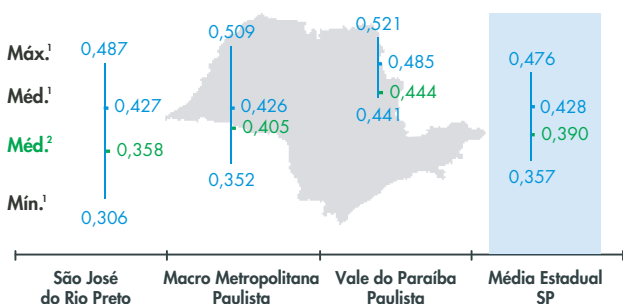 Máx.¹
Méd.¹
Méd.²
Mín.¹
0,487
0,427
0,358
0,306
0,509
0,426
0,405
0,352
0,521
0,485
0,444
0,441
0,476
0,428
0,390
0,357
São José
do Rio Preto
Macro Metropolitana
Paulista
Vale do Paraíba
Paulista
Média Estadual
SP